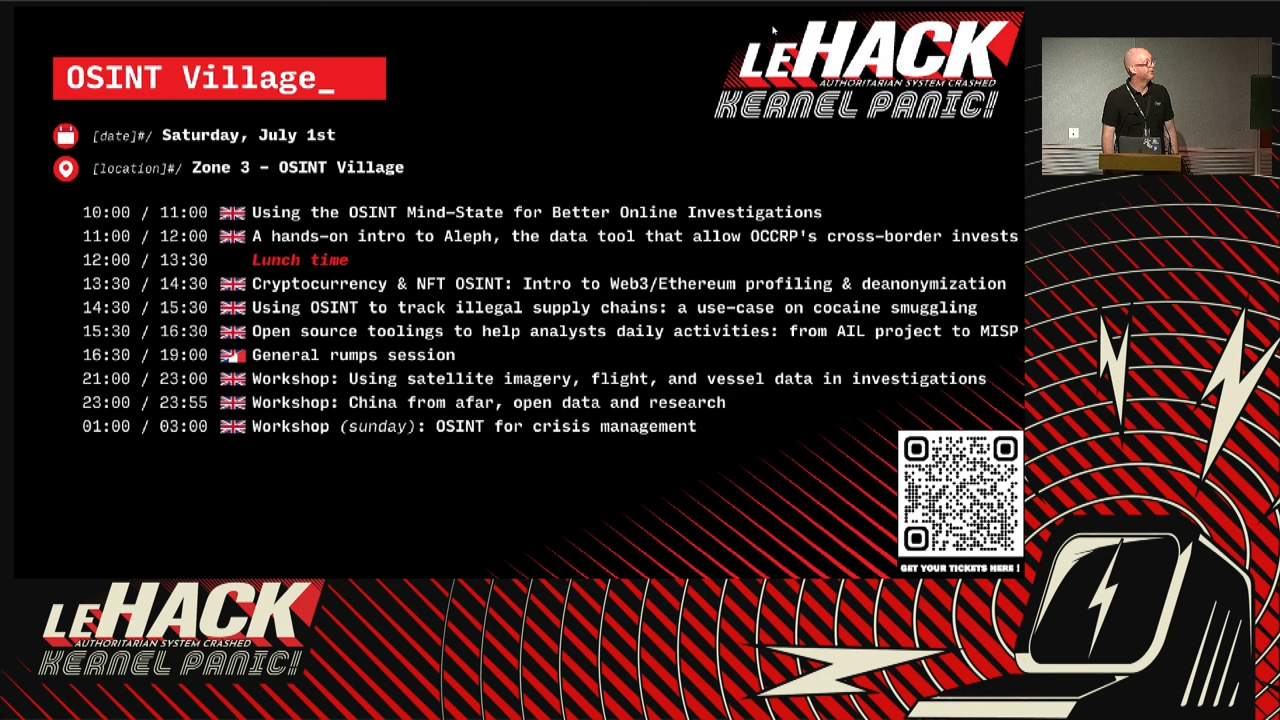 OSINT Village_
LEHACK
AUTHORITARIAN SYSTEM CRASHED
KERNEL PANIC!
[date]#/ Saturday, July 1st
[location]#/ Zone 3 – OSINT Village
10:00 / 11:00 Using the OSINT Mind-State for Better Online Investigations
11:00 / 12:00 A hands-on intro to Aleph, the data tool that allow OCCRP's cross-border invests
12:00 / 13:30 Lunch time
13:30 / 14:30 Cryptocurrency & NFT OSINT: Intro to Web3/Ethereum profiling & deanonymization
14:30 / 15:30 Using OSINT to track illegal supply chains: a use-case on cocaine smuggling
15:30 / 16:30 Open source toolings to help analysts daily activities: from AIL project to MISP
16:30 / 19:00 General rumps session
21:00 / 23:00 Workshop: Using satellite imagery, flight, and vessel data in investigations
23:00 / 23:55 Workshop: China from afar, open data and research
01:00 / 03:00 Workshop (sunday): OSINT for crisis management
GET YOUR TICKETS HERE !
LEHACK
AUTHORITARIAN SYSTEM CRASHED
KERNEL PANIC!